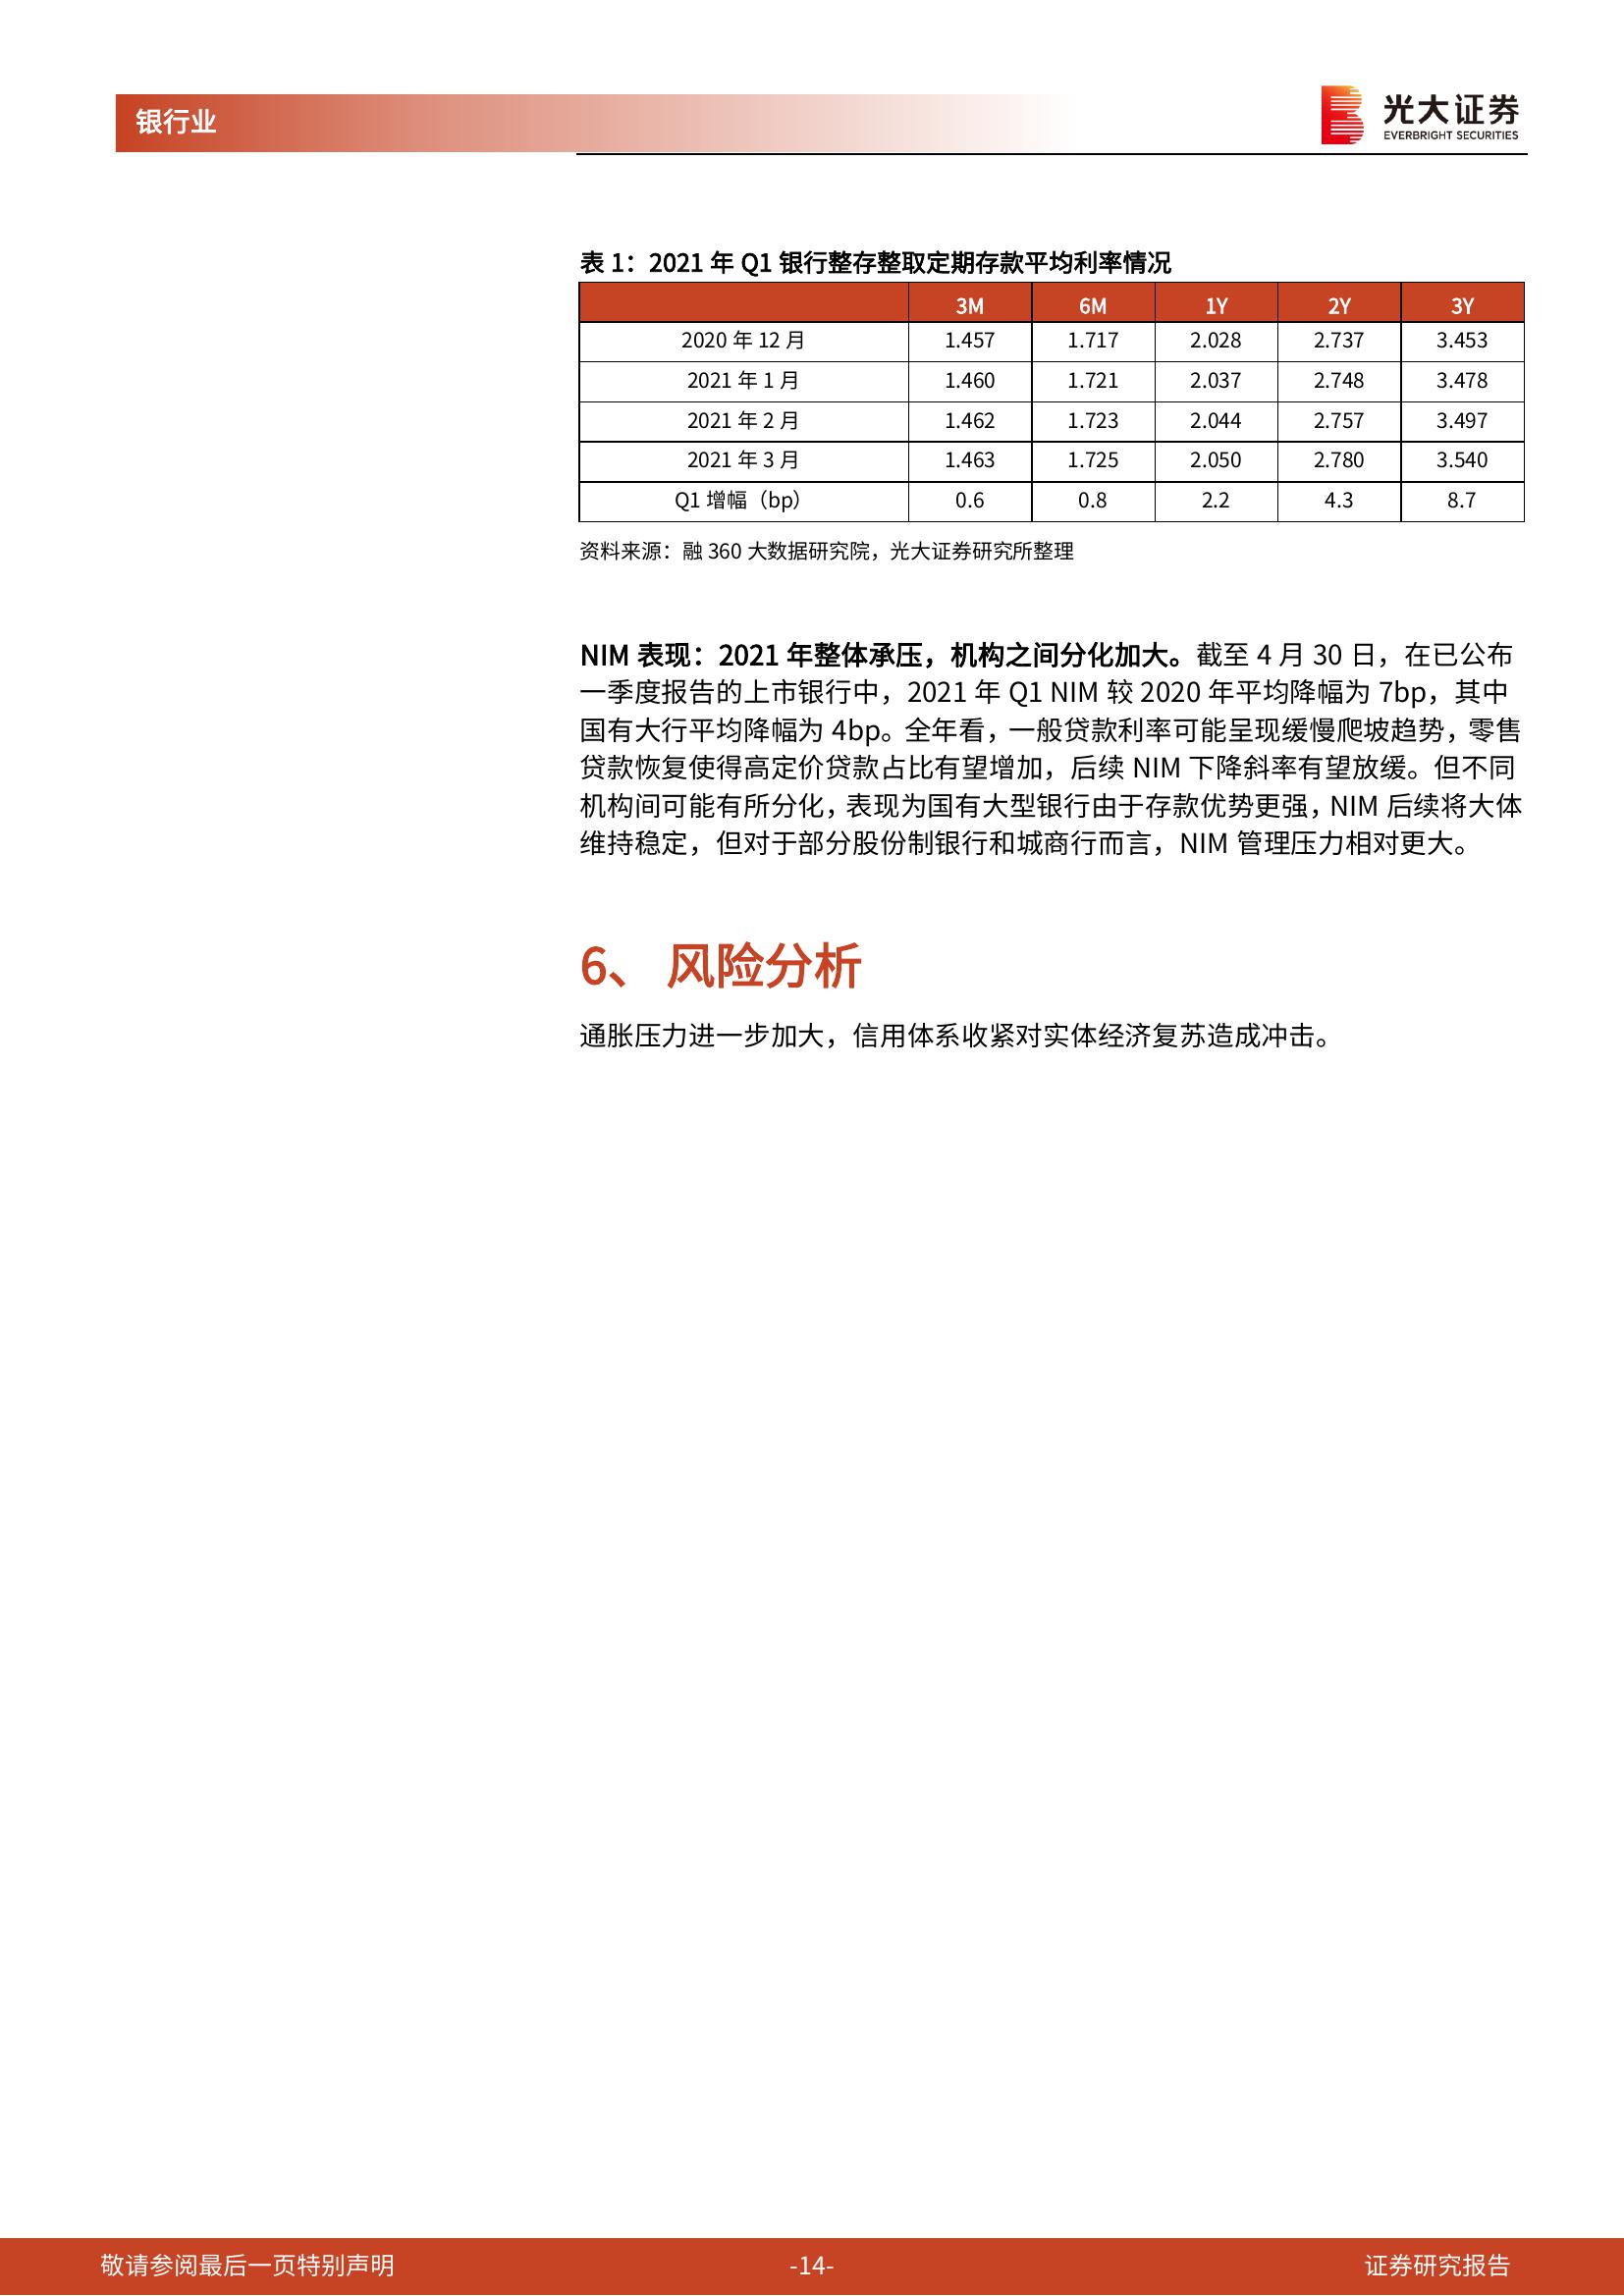 银行业
光大证券
EVERBRIGHT SECURITIES
表 1：2021 年 Q1 银行整存整取定期存款平均利率情况
3M 6M 1Y 2Y 3Y
2020 年 12 月 1.457 1.717 2.028 2.737 3.453
2021 年 1 月 1.460 1.721 2.037 2.748 3.478
2021 年 2 月 1.462 1.723 2.044 2.757 3.497
2021 年 3 月 1.463 1.725 2.050 2.780 3.540
Q1 增幅（bp） 0.6 0.8 2.2 4.3 8.7
资料来源：融 360 大数据研究院，光大证券研究所整理
NIM 表现：2021 年整体承压，机构之间分化加大。截至 4 月 30 日，在已公布
一季度报告的上市银行中，2021 年 Q1 NIM 较 2020 年平均降幅为 7bp，其中
国有大行平均降幅为 4bp。全年看，一般贷款利率可能呈现缓慢爬坡趋势，零售
贷款恢复使得高定价贷款占比有望增加，后续 NIM 下降斜率有望放缓。但不同
机构间可能有所分化，表现为国有大型银行由于存款优势更强，NIM 后续将大体
维持稳定，但对于部分股份制银行和城商行而言，NIM 管理压力相对更大。
6、 风险分析
通胀压力进一步加大，信用体系收紧对实体经济复苏造成冲击。
敬请参阅最后一页特别声明 -14- 证券研究报告